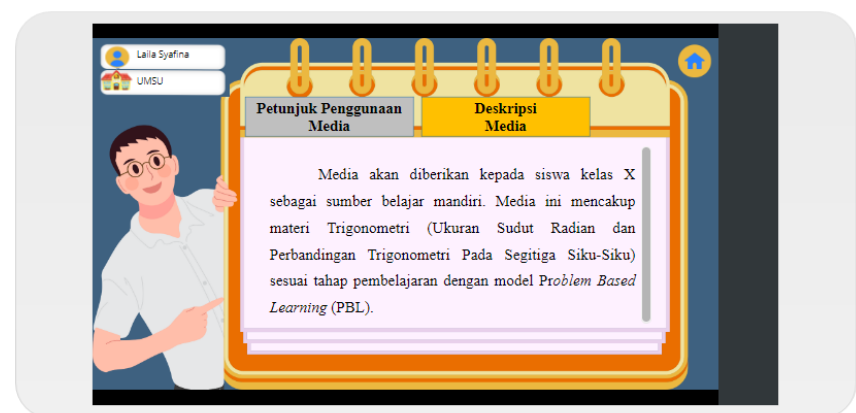 Laila Syafina
UMSU
Petunjuk Penggunaan
Media
Deskripsi
Media
Media akan diberikan kepada siswa kelas X
sebagai sumber belajar mandiri. Media ini mencakup
materi Trigonometri (Ukuran Sudut Radian dan
Perbandingan Trigonometri Pada Segitiga Siku-Siku)
sesuai tahap pembelajaran dengan model Problem Based
Learning (PBL).